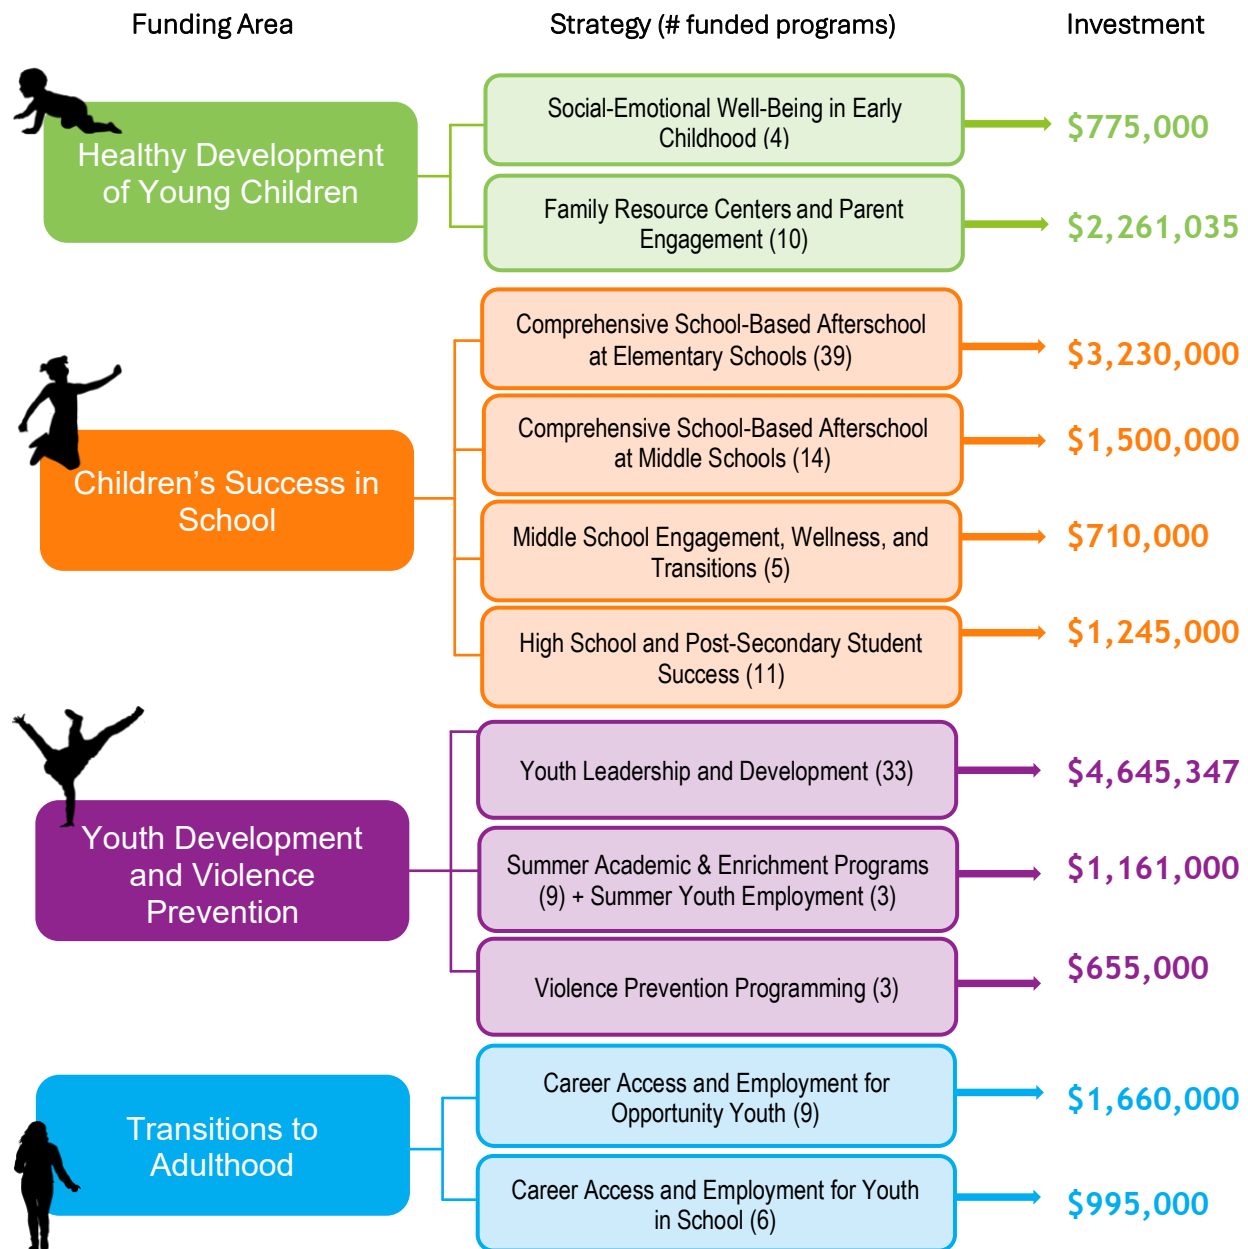 Funding Area
Strategy (# funded programs)
Investment
Healthy Development
of Young Children
Social-Emotional Well-Being in Early
Childhood (4)
$775,000
Family Resource Centers and Parent
Engagement (10)
$2,261,035
Children’s Success in
School
Comprehensive School-Based Afterschool
at Elementary Schools (39)
$3,230,000
Comprehensive School-Based Afterschool
at Middle Schools (14)
$1,500,000
Middle School Engagement, Wellness, and
Transitions (5)
$710,000
High School and Post-Secondary Student
Success (11)
$1,245,000
Youth Development
and Violence
Prevention
Youth Leadership and Development (33)
$4,645,347
Summer Academic & Enrichment Programs
(9) + Summer Youth Employment (3)
$1,161,000
Violence Prevention Programming (3)
$655,000
Transitions to
Adulthood
Career Access and Employment for
Opportunity Youth (9)
$1,660,000
Career Access and Employment for Youth
in School (6)
$995,000